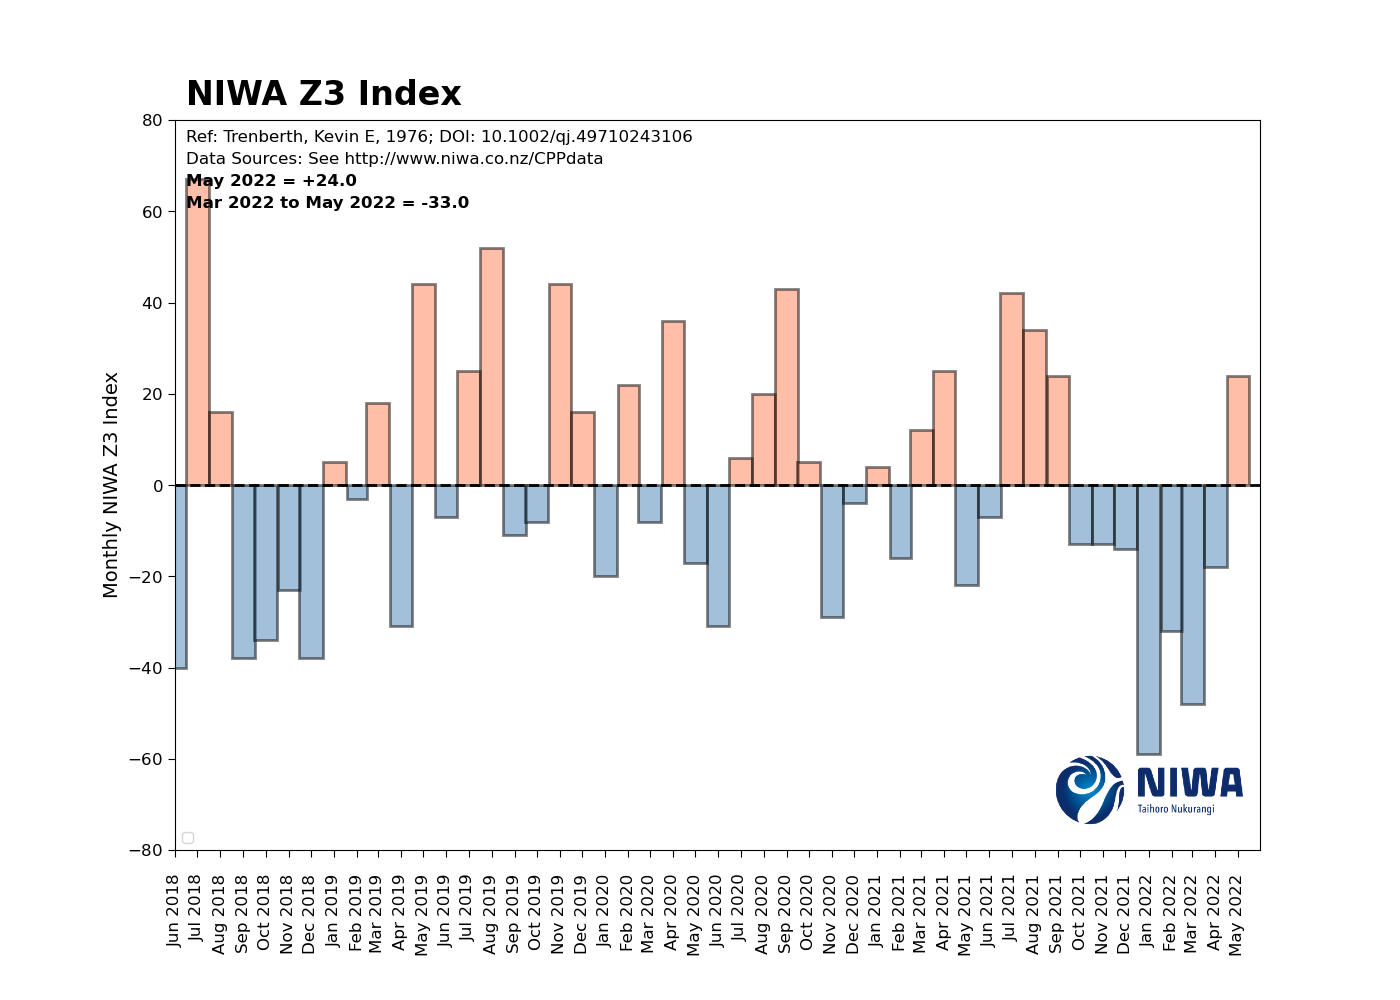 NIWA Z3 Index
Ref: Trenberth, Kevin E, 1976; DOI: 10.1002/qj.49710243106
Data Sources: See http://www.niwa.co.nz/CPPdata
May 2022 = +24.0
Mar 2022 to May 2022 = -33.0
Monthly NIWA Z3 Index
80
60
40
20
0
−20
−40
−60
−80
NIWA
Taihoro Nukurangi
Jun 2018
Jul 2018
Aug 2018
Sep 2018
Oct 2018
Nov 2018
Dec 2018
Jan 2019
Feb 2019
Mar 2019
Apr 2019
May 2019
Jun 2019
Jul 2019
Aug 2019
Sep 2019
Oct 2019
Nov 2019
Dec 2019
Jan 2020
Feb 2020
Mar 2020
Apr 2020
May 2020
Jun 2020
Jul 2020
Aug 2020
Sep 2020
Oct 2020
Nov 2020
Dec 2020
Jan 2021
Feb 2021
Mar 2021
Apr 2021
May 2021
Jun 2021
Jul 2021
Aug 2021
Sep 2021
Oct 2021
Nov 2021
Dec 2021
Jan 2022
Feb 2022
Mar 2022
Apr 2022
May 2022